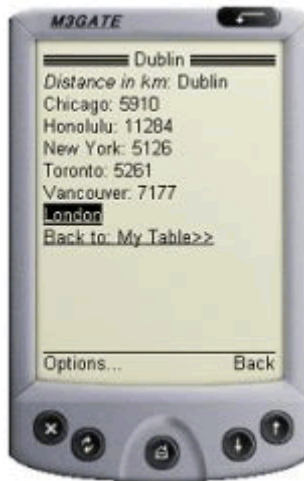 M3GATE
Dublin
Distance in km: Dublin
Chicago: 5910
Honolulu: 11284
New York: 5126
Toronto: 5261
Vancouver: 7177
London
Back to: My Table>>
Options... Back